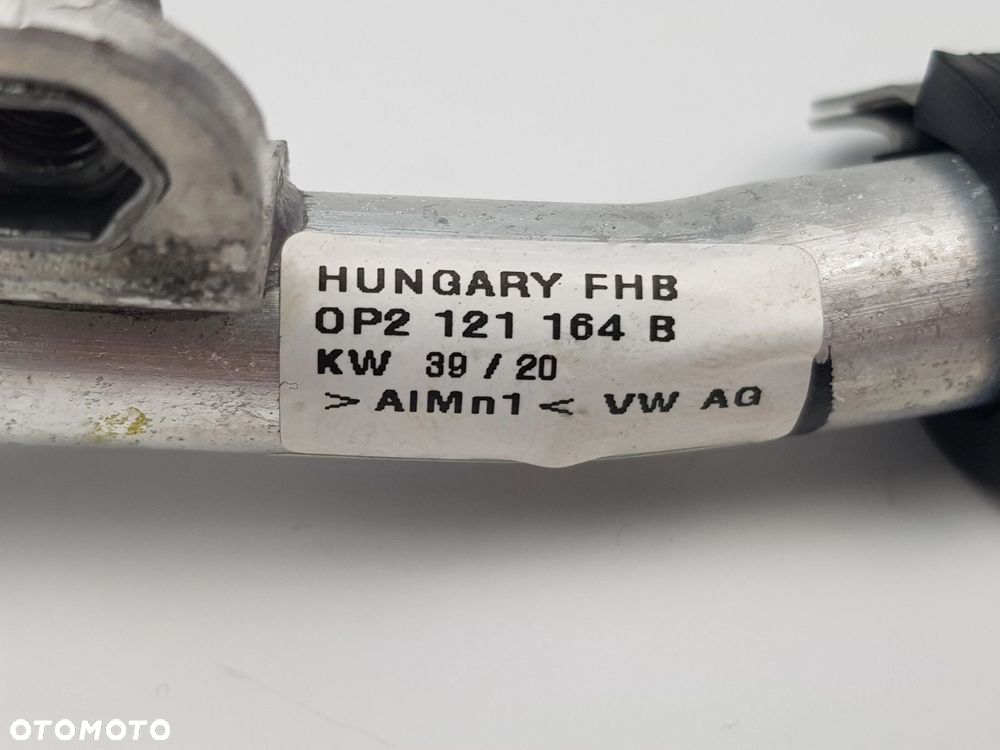 HUNGARY FHB
0P2 121 164 B
KW 39 / 20
> AlMn1 < VW AG
OTOMOTO